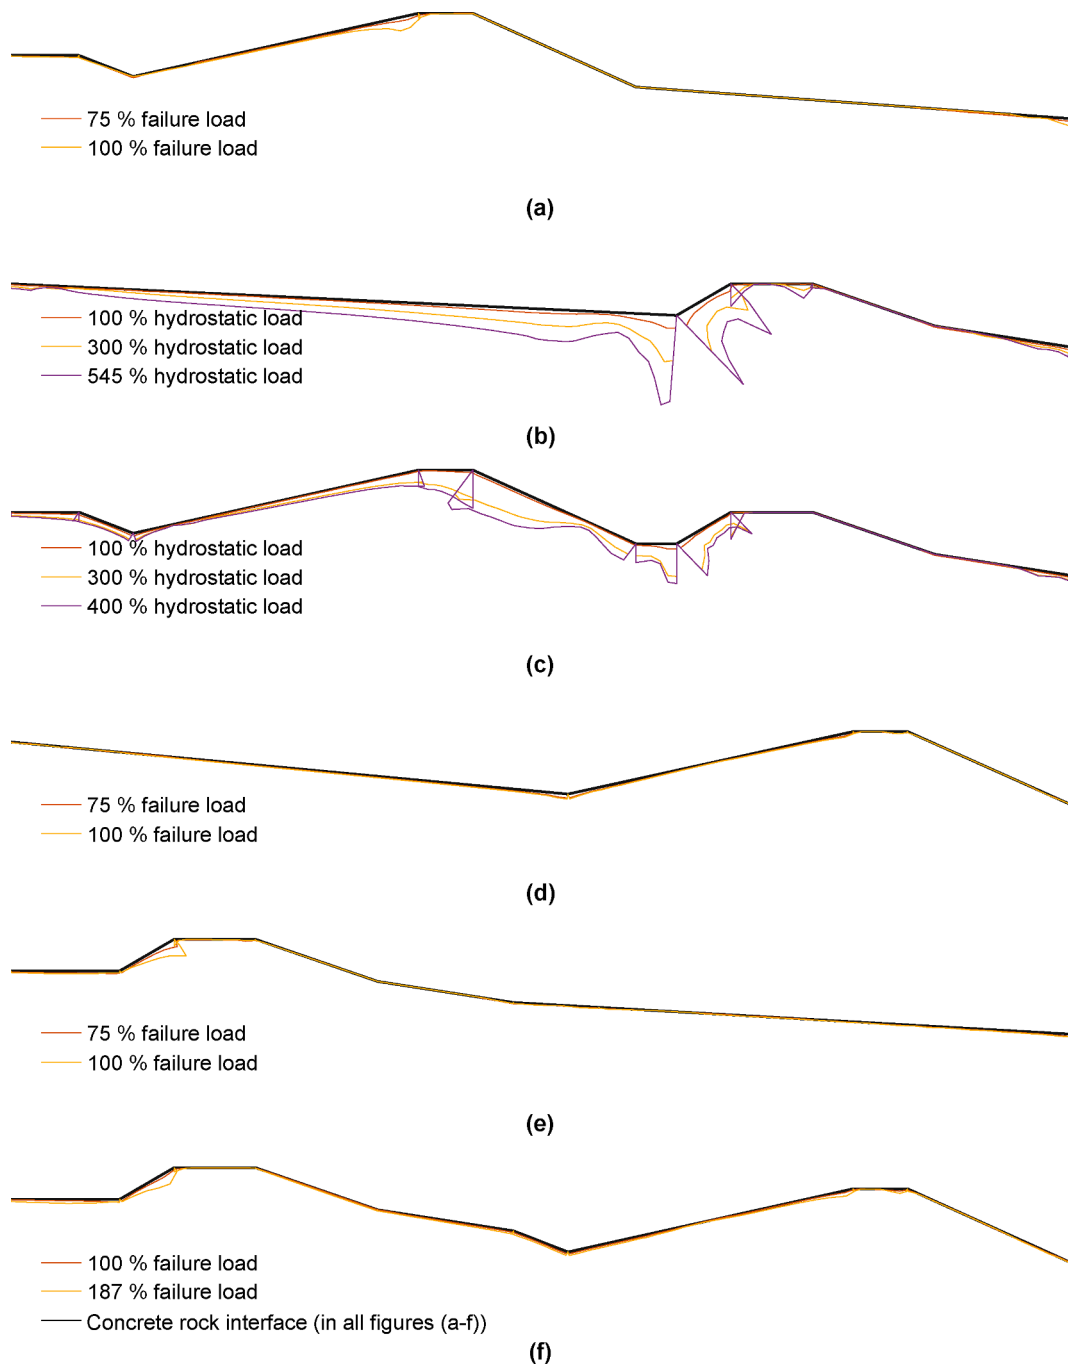 75 % failure load
100 % failure load
(a)
100 % hydrostatic load
300 % hydrostatic load
545 % hydrostatic load
(b)
100 % hydrostatic load
300 % hydrostatic load
400 % hydrostatic load
(c)
75 % failure load
100 % failure load
(d)
75 % failure load
100 % failure load
(e)
100 % failure load
187 % failure load
Concrete rock interface (in all figures (a-f))
(f)